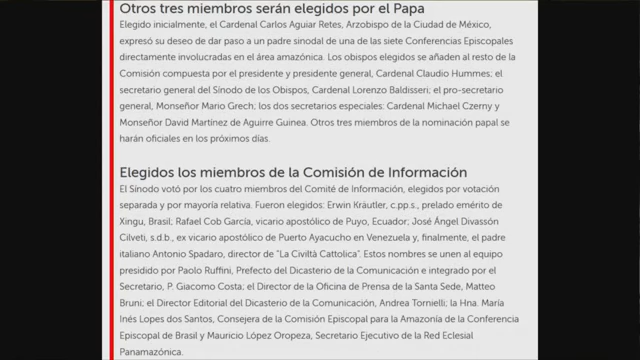 Otros tres miembros serán elegidos por el Papa
Elegido inicialmente, el Cardenal Carlos Aguiar Retes, Arzobispo de la Ciudad de México,
expresó su deseo de dar paso a un padre sinodal de una de las siete Conferencias Episcopales
directamente involucradas en el área amazónica. Los obispos elegidos se añaden al resto de la
Comisión compuesta por el presidente y presidente general, Cardenal Claudio Hummes; el
secretario general del Sínodo de los Obispos, Cardenal Lorenzo Baldisseri; el pro-secretario
general, Monseñor Mario Grech; los dos secretarios especiales: Cardenal Michael Czerny y
Monseñor David Martínez de Aguirre Guinea. Otros tres miembros de la nominación papal se
harán oficiales en los próximos días.
Elegidos los miembros de la Comisión de Información
El Sínodo votó por los cuatro miembros del Comité de Información, elegidos por votación
separada y por mayoría relativa. Fueron elegidos: Erwin Kräutler, c.pp.s., prelado emérito de
Xingu, Brasil; Rafael Cob García, vicario apostólico de Puyo, Ecuador; José Ángel Divassón
Cilveti, s.d.b., ex vicario apostólico de Puerto Ayacucho en Venezuela y, finalmente, el padre
italiano Antonio Spadaro, director de "La Civiltà Cattolica". Estos nombres se unen al equipo
presidido por Paolo Ruffini, Prefecto del Dicasterio de la Comunicación e integrado por el
Secretario, P. Giacomo Costa; el Director de la Oficina de Prensa de la Santa Sede, Matteo
Bruni; el Director Editorial del Dicasterio de la Comunicación, Andrea Tornielli; la Hna. María
Inés Lopes dos Santos, Consejera de la Comisión Episcopal para la Amazonía de la Conferencia
Episcopal de Brasil y Mauricio López Oropeza, Secretario Ejecutivo de la Red Eclesial
Panamazónica.